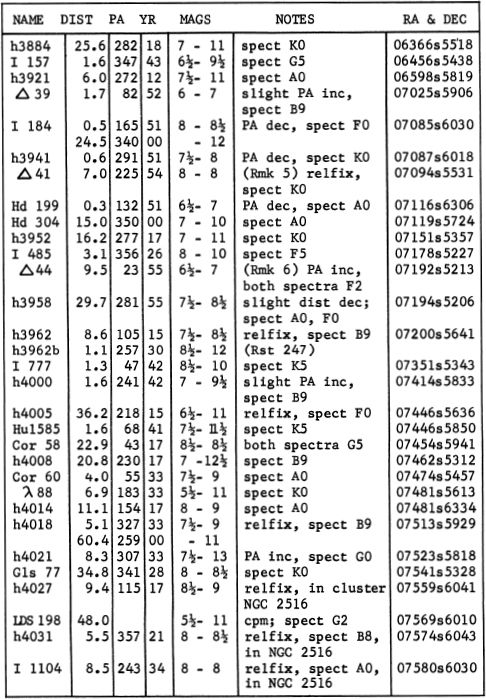 NAME DIST PA YR MAGS NOTES RA & DEC
h3884 25.6 282 18 7 - 11 spect K0 06366s5518
I 157 1.6 347 43 6½- 9½ spect G5 06456s5438
h3921 6.0 272 12 7½- 11 spect A0 06598s5819
△ 39 1.7 82 52 6 - 7 slight PA inc, 07025s5906
spect B9
I 184 0.5 165 51 8 - 8½ PA dec, spect F0 07085s6030
24.5 340 00 - 12
h3941 0.6 291 51 7½- 8 PA dec, spect K0 07087s6018
△ 41 7.0 225 54 8 - 8 (Rmk 5) relfix, 07094s5531
spect K0
Hd 199 0.3 132 51 6½- 7 PA dec, spect A0 07116s6306
Hd 304 15.0 350 00 7 - 10 spect A0 07119s5724
h3952 16.2 277 17 7 - 11 spect K0 07151s5357
I 485 3.1 356 26 8 - 10 spect F5 07178s5227
△44 9.5 23 55 6½- 7 (Rmk 6) PA inc, 07192s5213
both spectra F2
h3958 29.7 281 55 7½- 8½ slight dist dec; 07194s5206
spect A0, F0
h3962 8.6 105 15 7½- 8½ relfix, spect B9 07200s5641
h3962b 1.1 257 30 8½- 12 (Rst 247)
I 777 1.3 47 42 8½- 10 spect K5 07351s5343
h4000 1.6 241 42 7 - 9½ slight PA inc, 07414s5833
spect B9
h4005 36.2 218 15 6½- 11 relfix, spect F0 07446s5636
Hu1585 1.6 68 41 7½- 11½ spect K5 07446s5850
Cor 58 22.9 43 17 8½- 8½ both spectra G5 07454s5941
h4008 20.8 230 17 7 -12½ spect B9 07462s5312
Cor 60 4.0 55 33 7½- 9 spect A0 07474s5457
λ 88 6.9 183 33 5½- 11 spect K0 07481s5613
h4014 11.1 154 17 8 - 9 spect A0 07481s6334
h4018 5.1 327 33 7½- 9 relfix, spect B9 07513s5929
60.4 259 00 - 11
h4021 8.3 307 33 7½- 13 PA inc, spect G0 07523s5818
Gls 77 34.8 341 28 8 - 8½ spect K0 07541s5328
h4027 9.4 115 17 8½- 9 relfix, in cluster 07559s6041
NGC 2516
LDS 198 48.0 5½- 11 cpm; spect G2 07569s6010
h4031 5.5 357 21 8 - 8½ relfix, spect B8, 07574s6043
in NGC 2516
I 1104 8.5 243 34 8 - 8 relfix, spect A0, 07580s6030
in NGC 2516